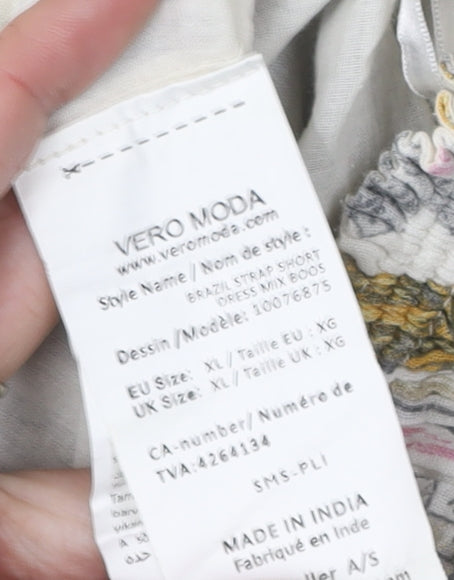 VERO MODA
www.veromoda.com
Style Name / Nom de style :
BRAZIL STRAP SHORT
DRESS MIX BOOS
Dessin /Modèle: 10076875
EU Size: XL / Taille EU : XG
UK Size: XL / Taille UK : XG
CA-number/ Numéro de
TVA:4264134
SMS-PLI
MADE IN INDIA
Fabriqué en Inde
ller A/S